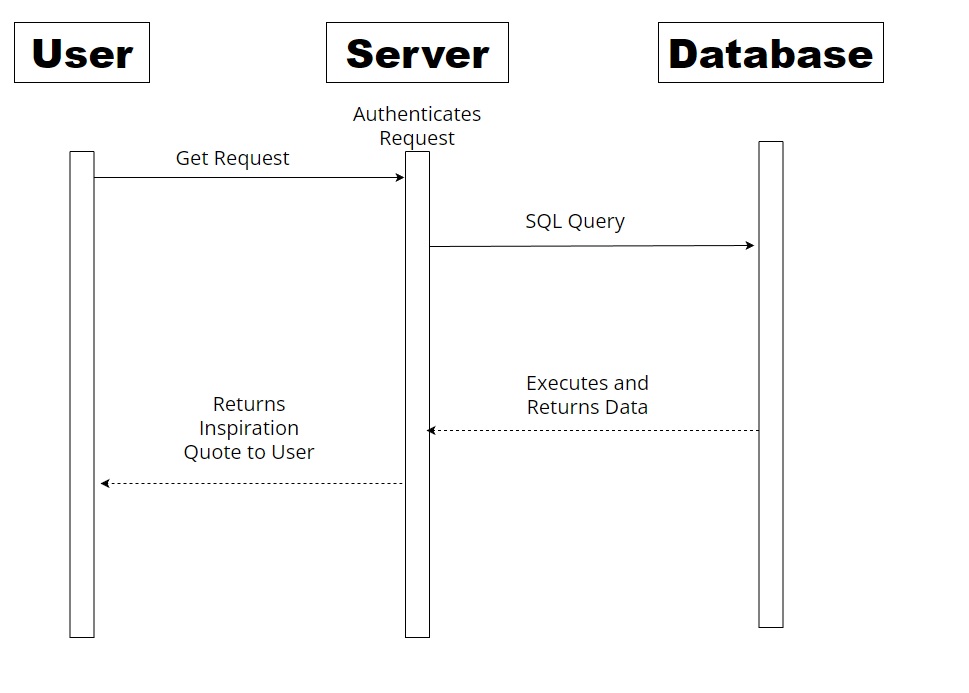 User
Server
Database
Authenticates
Request
Get Request
SQL Query
Executes and
Returns Data
Returns
Inspiration
Quote to User